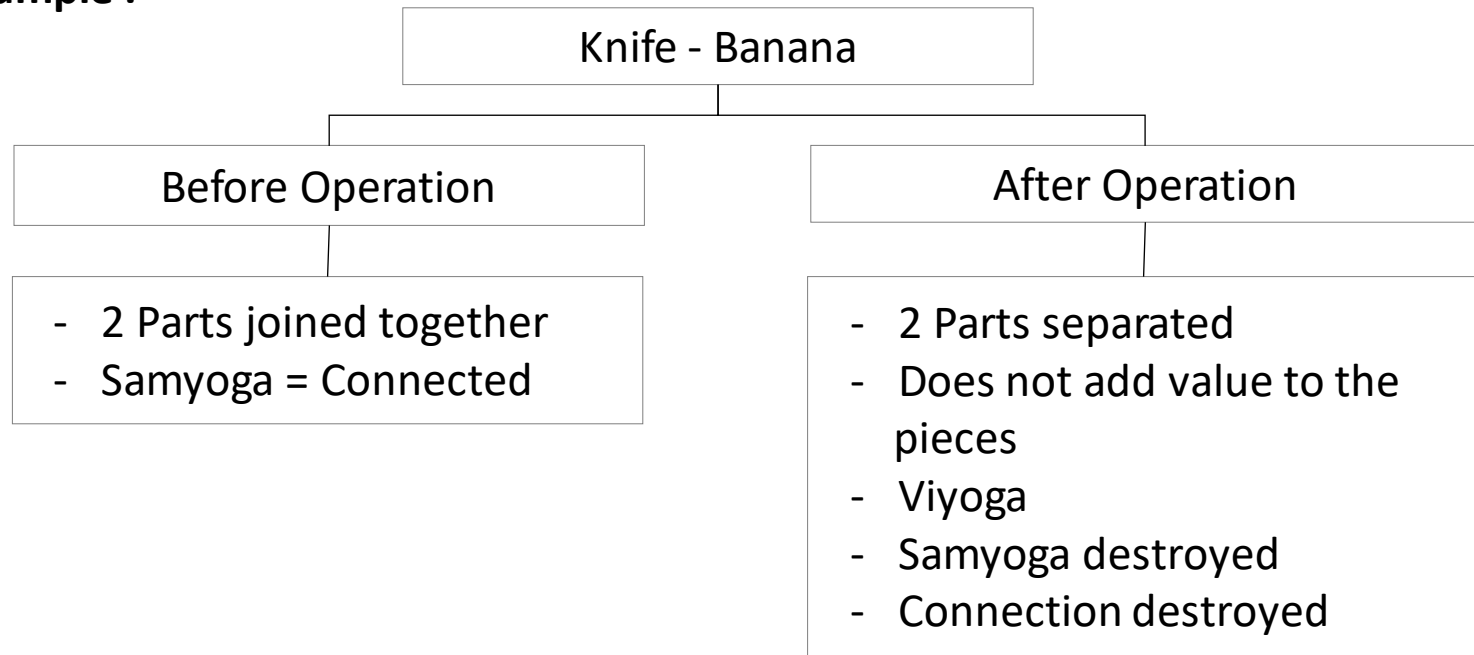 Knife - Banana
Before Operation
After Operation
- 2 Parts joined together
- Samyoga = Connected
- 2 Parts separated
- Does not add value to the
pieces
- Viyoga
- Samyoga destroyed
- Connection destroyed